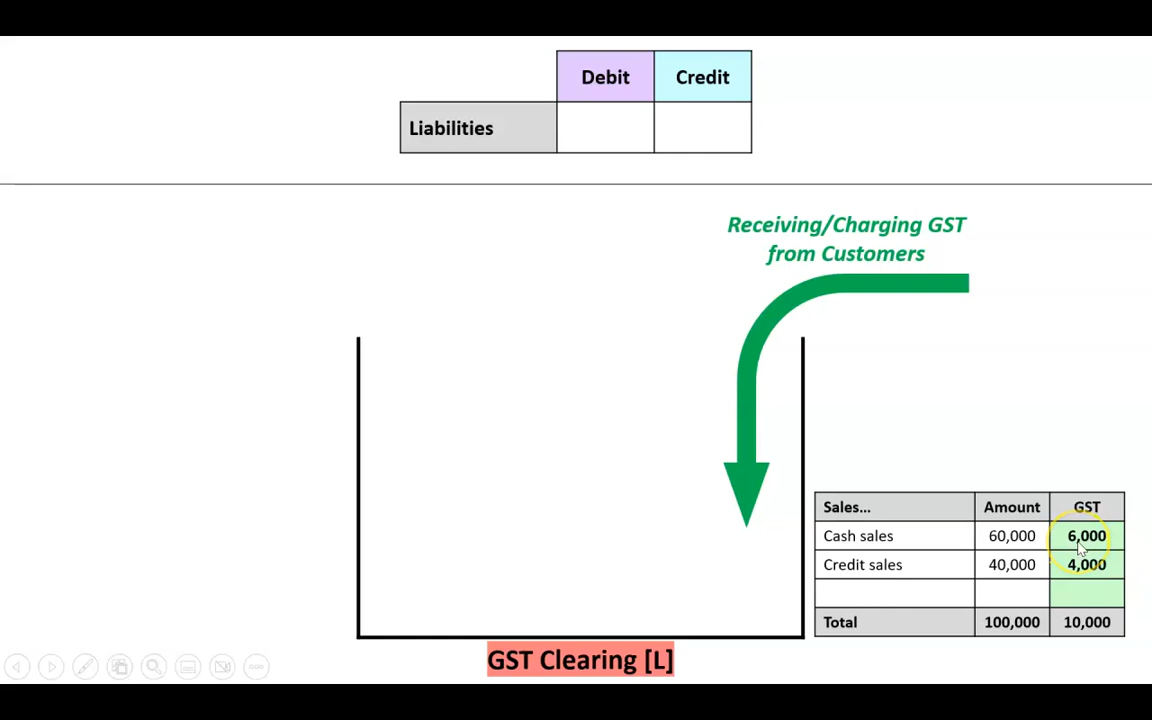 Debit Credit
Liabilities
Receiving/Charging GST
from Customers
Sales... Amount GST
Cash sales 60,000 6,000
Credit sales 40,000 4,000
Total 100,000 10,000
GST Clearing [L]